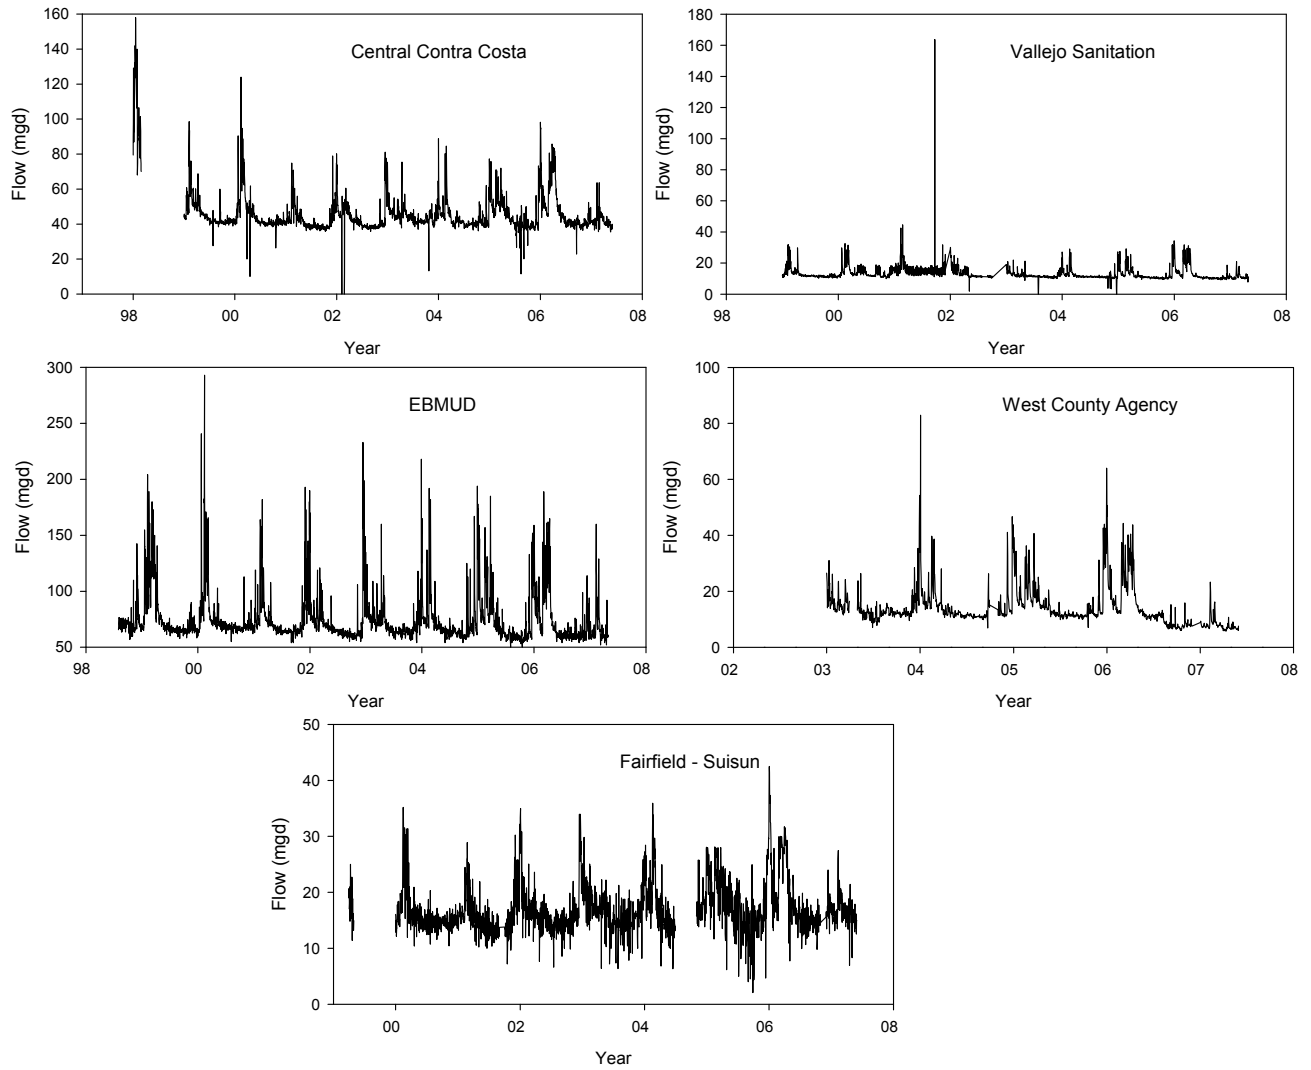 Central Contra Costa
Flow (mgd)
160
140
120
100
80
60
40
20
0
98 00 02 04 06 08
Year
Vallejo Sanitation
Flow (mgd)
180
160
140
120
100
80
60
40
20
0
98 00 02 04 06 08
Year
EBMUD
Flow (mgd)
300
250
200
150
100
50
98 00 02 04 06 08
Year
West County Agency
Flow (mgd)
100
80
60
40
20
0
02 03 04 05 06 07 08
Year
Fairfield - Suisun
Flow (mgd)
50
40
30
20
10
0
00 02 04 06 08
Year